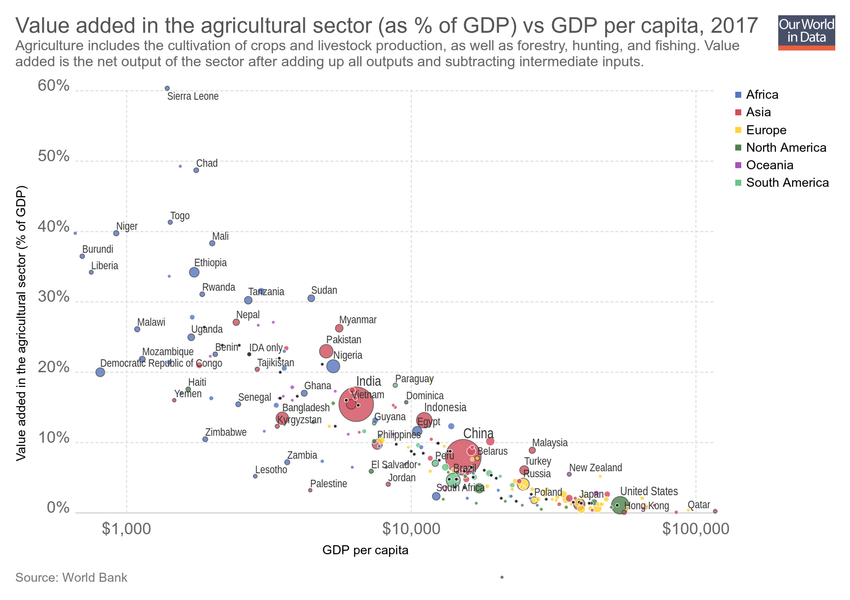 Value added in the agricultural sector (as % of GDP) vs GDP per capita, 2017
Our World
in Data
Agriculture includes the cultivation of crops and livestock production, as well as forestry, hunting, and fishing. Value
added is the net output of the sector after adding up all outputs and subtracting intermediate inputs.
60%
Sierra Leone
Africa
Asia
Europe
North America
Oceania
South America
50%
Chad
40%
Togo
Niger
Mali
Burundi
Liberia
Ethiopia
30%
Rwanda
Tanzania
Sudan
Malawi
Uganda
Nepal
Myanmar
Pakistan
Mozambique
Benin
IDA only
Nigeria
20%
Democratic Republic of Congo
Tajikistan
Haiti
Yemen
Senegal
Ghana
India
Vietnam
Paraguay
Dominica
Bangladesh
Kyrgyzstan
Guyana
Indonesia
Egypt
10%
Zimbabwe
Philippines
China
Malaysia
Zambia
Lesotho
El Salvador
Peru
Belarus
Turkey
New Zealand
Palestine
Jordan
Brazil
Russia
South Africa
Poland
Japan
United States
Hong Kong
Qatar
0%
$1,000
$10,000
$100,000
GDP per capita
Value added in the agricultural sector (% of GDP)
Source: World Bank